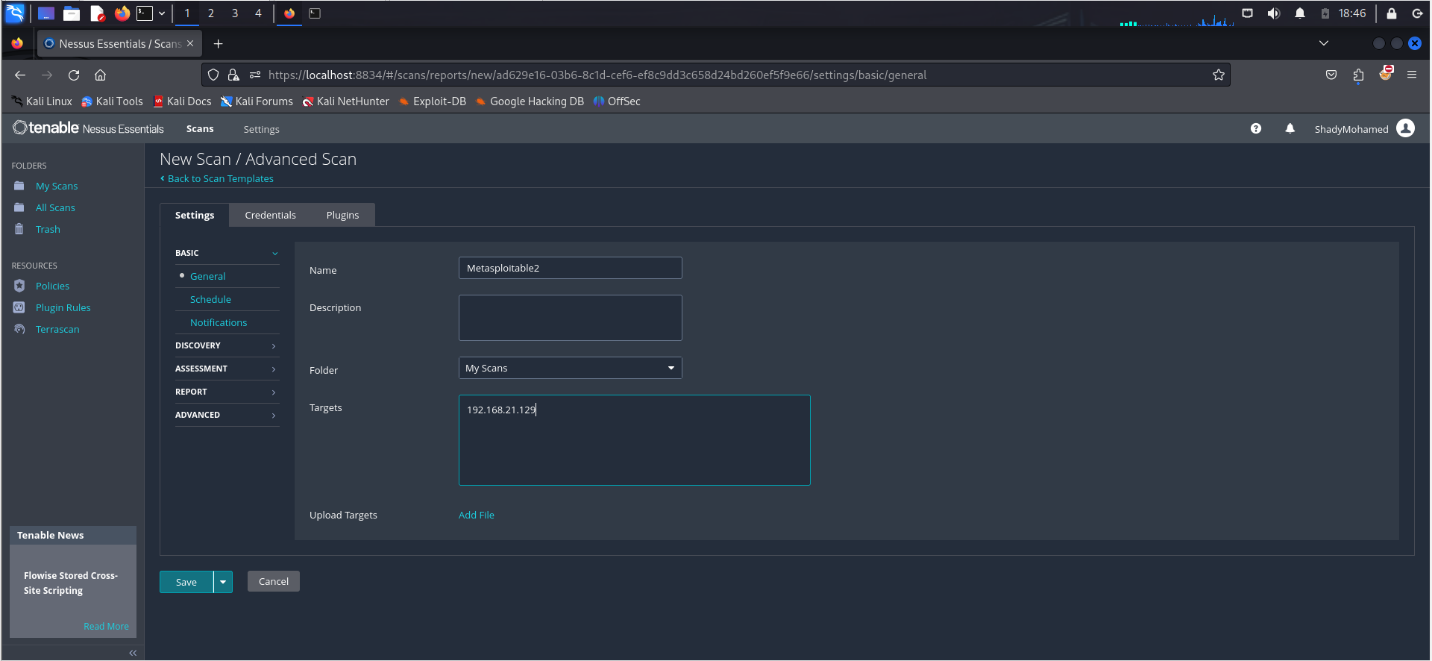 1 2 3 4 18:46
Nessus Essentials / Scans
https://localhost:8834/#/scans/reports/new/ad629e16-03b6-8c1d-cef6-ef8c9dd3c658d24bd260ef5f9e66/settings/basic/general
Kali Linux Kali Tools Kali Docs Kali Forums Kali NetHunter Exploit-DB Google Hacking DB OffSec
tenable Nessus Essentials Scans Settings ShadyMohamed
FOLDERS
My Scans
All Scans
Trash
RESOURCES
Policies
Plugin Rules
Terrascan
Tenable News
Flowise Stored Cross-
Site Scripting
Read More
New Scan / Advanced Scan
Back to Scan Templates
Settings Credentials Plugins
BASIC
General
Schedule
Notifications
DISCOVERY
ASSESSMENT
REPORT
ADVANCED
Name Metasploitable2
Description
Folder My Scans
Targets 192.168.21.129
Upload Targets Add File
Save Cancel